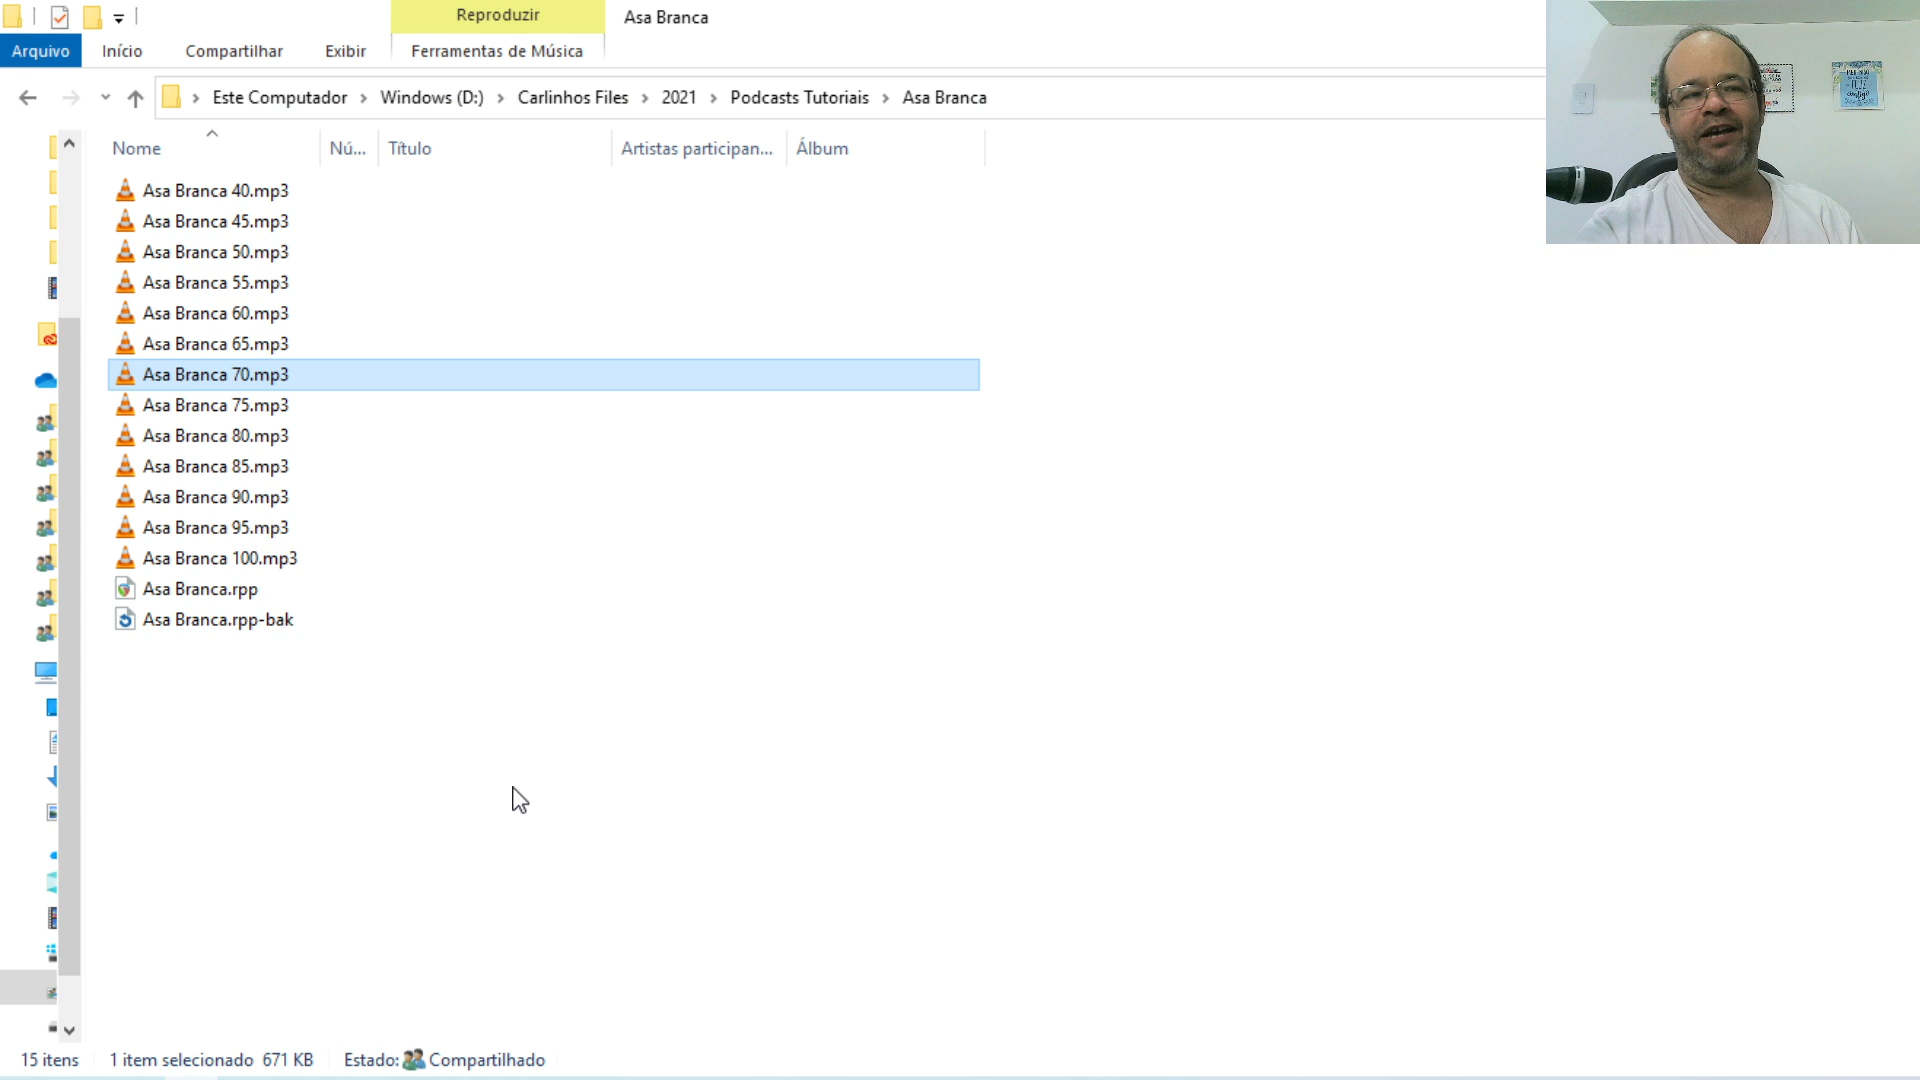 Reproduzir
Asa Branca
Arquivo
Início
Compartilhar
Exibir
Ferramentas de Música
Este Computador
Windows (D:)
Carlinhos Files
2021
Podcasts Tutoriais
Asa Branca
Nome
Nú...
Título
Artistas participan...
Álbum
Asa Branca 40.mp3
Asa Branca 45.mp3
Asa Branca 50.mp3
Asa Branca 55.mp3
Asa Branca 60.mp3
Asa Branca 65.mp3
Asa Branca 70.mp3
Asa Branca 75.mp3
Asa Branca 80.mp3
Asa Branca 85.mp3
Asa Branca 90.mp3
Asa Branca 95.mp3
Asa Branca 100.mp3
Asa Branca.rpp
Asa Branca.rpp-bak
15 itens
1 item selecionado 671 KB
Estado: Compartilhado